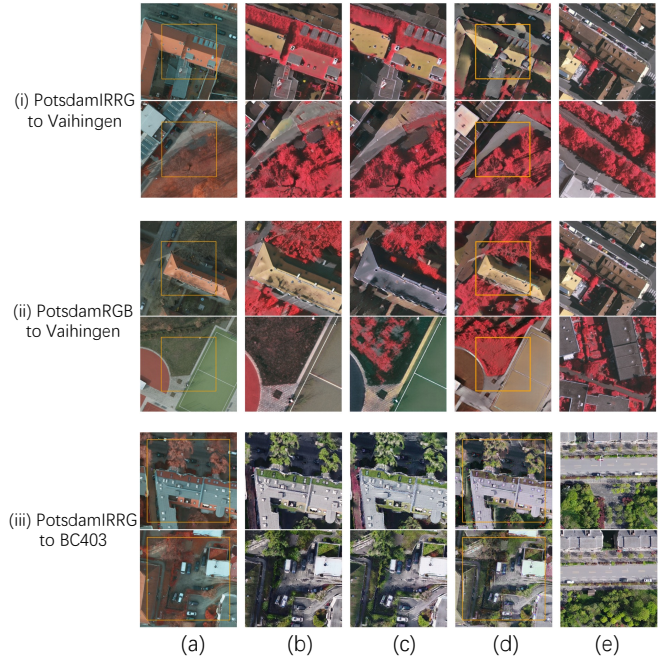 (i) PotsdamIRRG
to Vaihingen
(ii) PotsdamRGB
to Vaihingen
(iii) PotsdamIRRG
to BC403
(a) (b) (c) (d) (e)